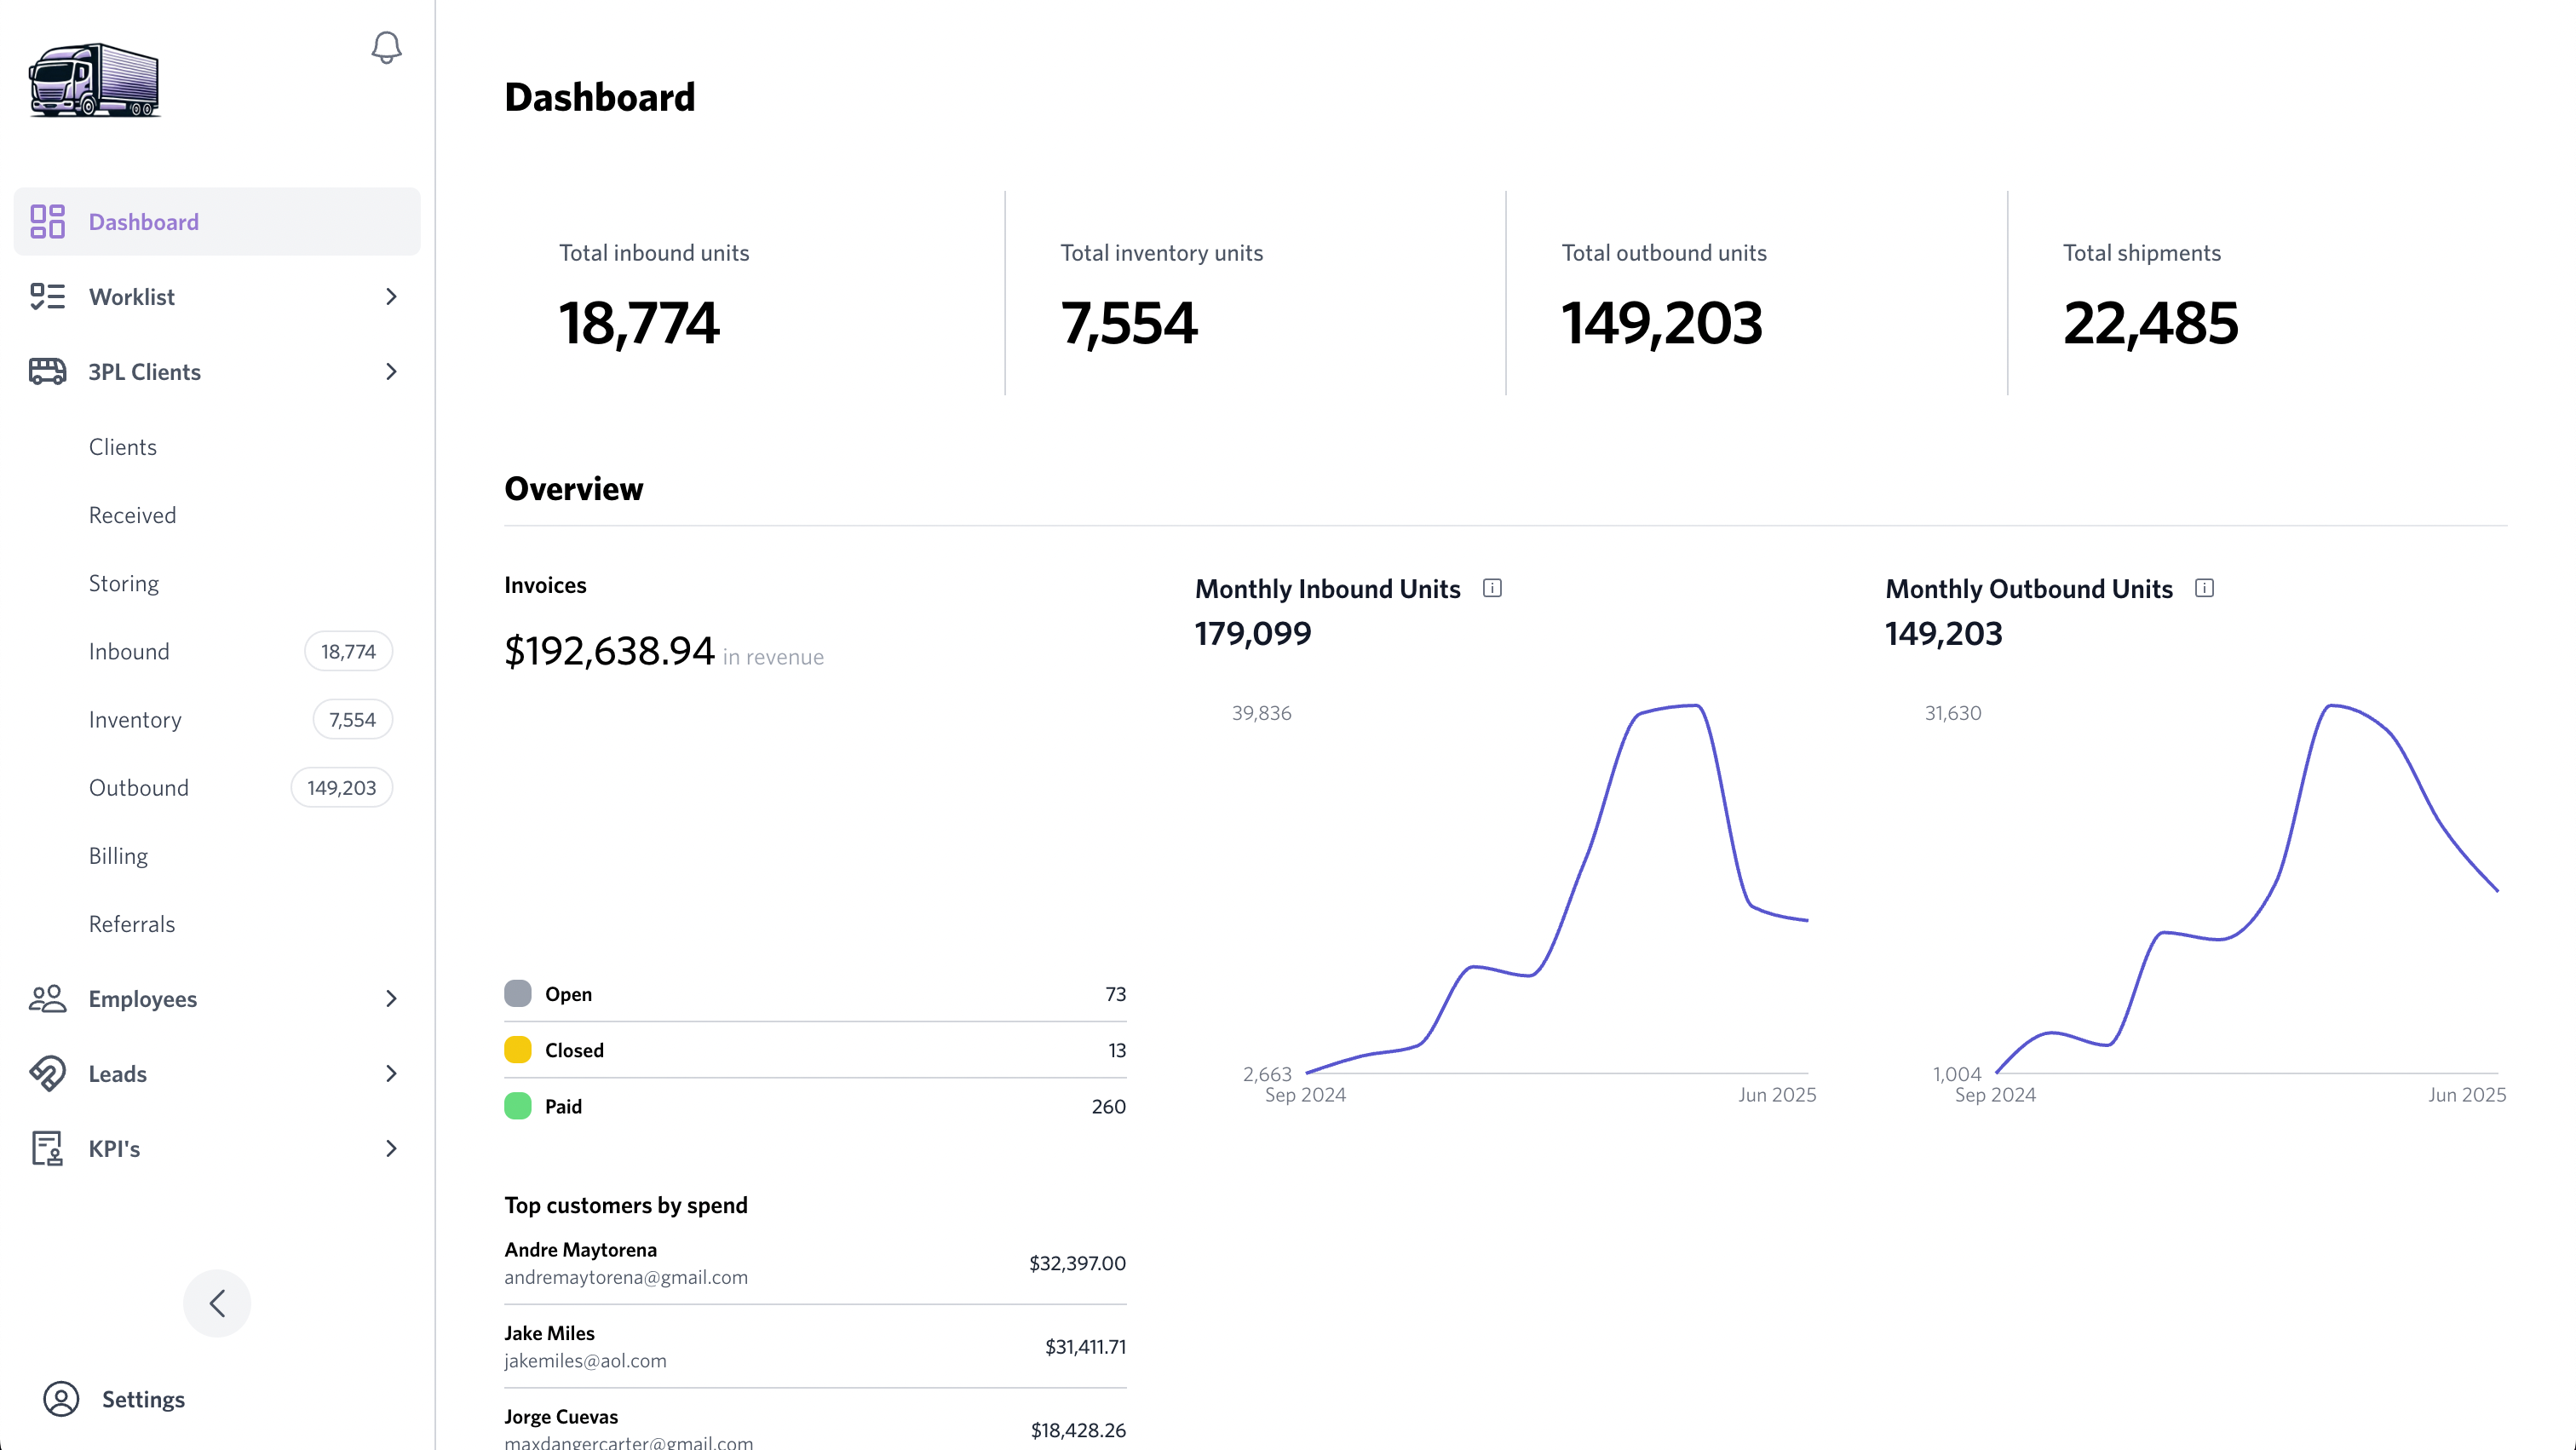 Dashboard
Worklist
3PL Clients
Clients
Received
Storing
Inbound 18,774
Inventory 7,554
Outbound 149,203
Billing
Referrals
Employees
Leads
KPI's
Settings
Dashboard
Total inbound units
18,774
Total inventory units
7,554
Total outbound units
149,203
Total shipments
22,485
Overview
Invoices
$192,638.94 in revenue
Open 73
Closed 13
Paid 260
Top customers by spend
Andre Maytorena
andremaytorena@gmail.com
$32,397.00
Jake Miles
jakemiles@aol.com
$31,411.71
Jorge Cuevas
maxdangercarter@gmail.com
$18,428.26
Monthly Inbound Units
179,099
39,836
2,663
Sep 2024 Jun 2025
Monthly Outbound Units
149,203
31,630
1,004
Sep 2024 Jun 2025